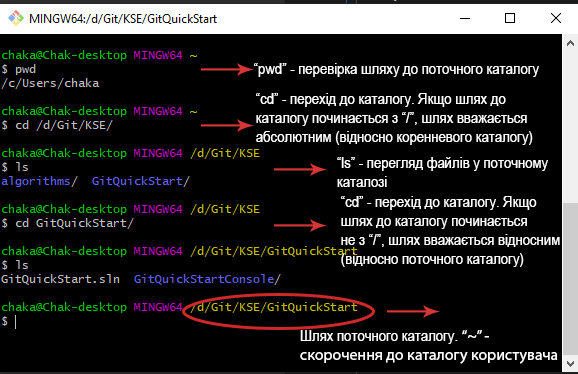 MINGW64:/d/Git/KSE/GitQuickStart
chaka@Chak-desktop MINGW64 ~
$ pwd
/c/Users/chaka
“pwd” - перевірка шляху до поточного каталогу
chaka@Chak-desktop MINGW64 ~
$ cd /d/Git/KSE/
“cd” - перехід до каталогу. Якщо шлях до
каталогу починається з “/”, шлях вважається
абсолютним (відносно коренневого каталогу)
chaka@Chak-desktop MINGW64 /d/Git/KSE
$ ls
algorithms/  GitQuickStart/
“ls” - перегляд файлів у поточному
каталозі
chaka@Chak-desktop MINGW64 /d/Git/KSE
$ cd GitQuickStart/
“cd” - перехід до каталогу. Якщо
шлях до каталогу починається
не з “/”, шлях вважається відносним
(відносно поточного каталогу)
chaka@Chak-desktop MINGW64 /d/Git/KSE/GitQuickStart
$ ls
GitQuickStart.sln  GitQuickStartConsole/
chaka@Chak-desktop MINGW64 /d/Git/KSE/GitQuickStart
$
Шлях поточного каталогу. “~” -
скорочення до каталогу користувача